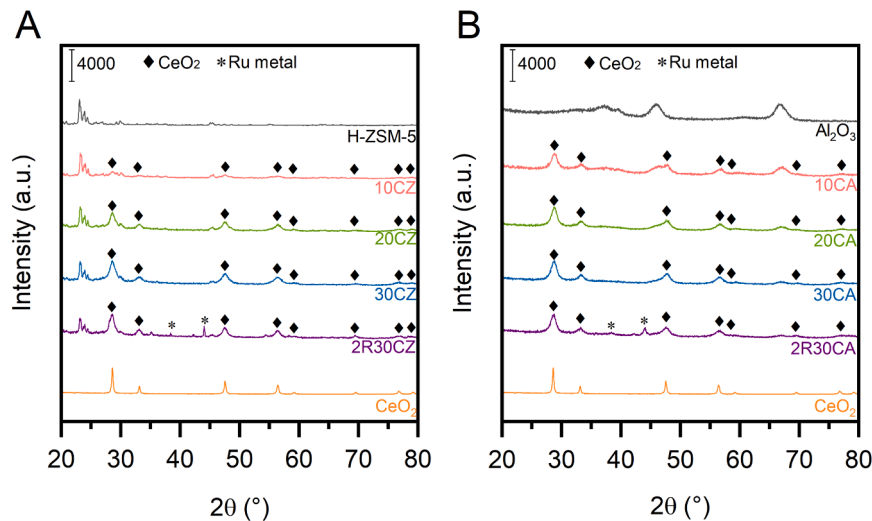 A
4000
◆ CeO₂
*Ru metal
H-ZSM-5
10CZ
20CZ
30CZ
*
*
2R30CZ
CeO₂
Intensity (a.u.)
20 30 40 50 60 70 80
2θ (°)
B
4000
◆ CeO₂
*Ru metal
Al₂O₃
10CA
20CA
30CA
*
*
2R30CA
CeO₂
Intensity (a.u.)
20 30 40 50 60 70 80
2θ (°)